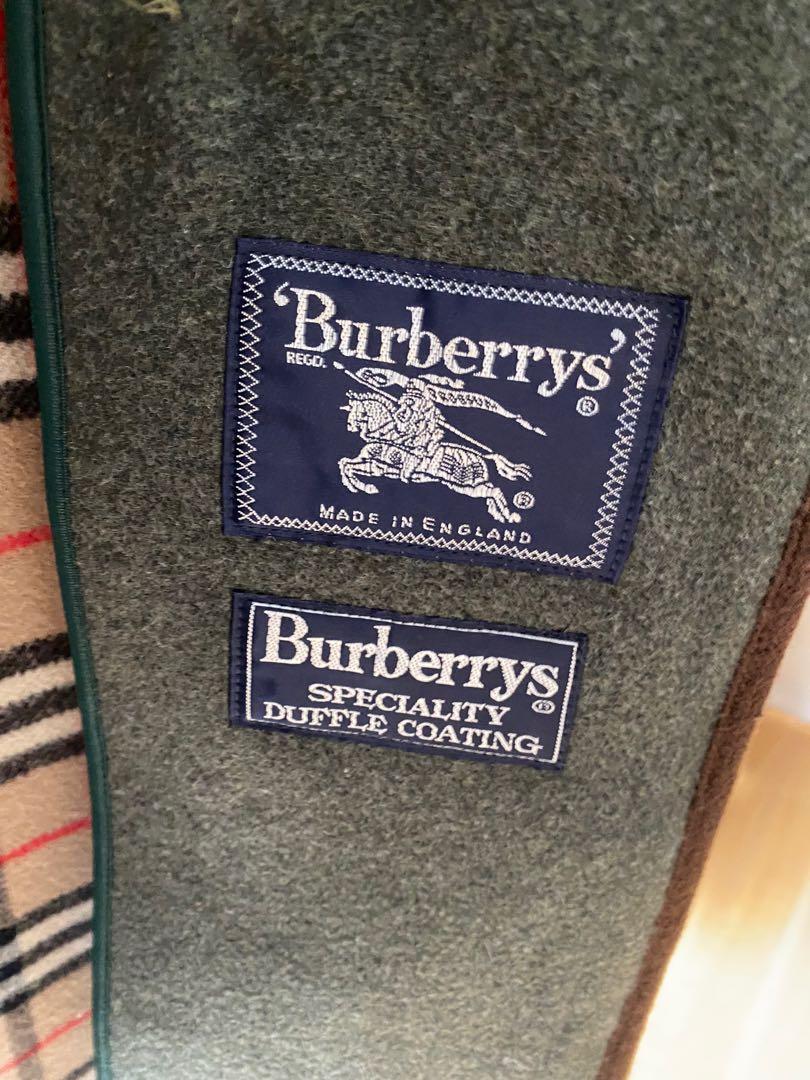 'Burberrys'
REGD. ®
®
MADE IN ENGLAND
Burberrys
®
SPECIALITY
DUFFLE COATING